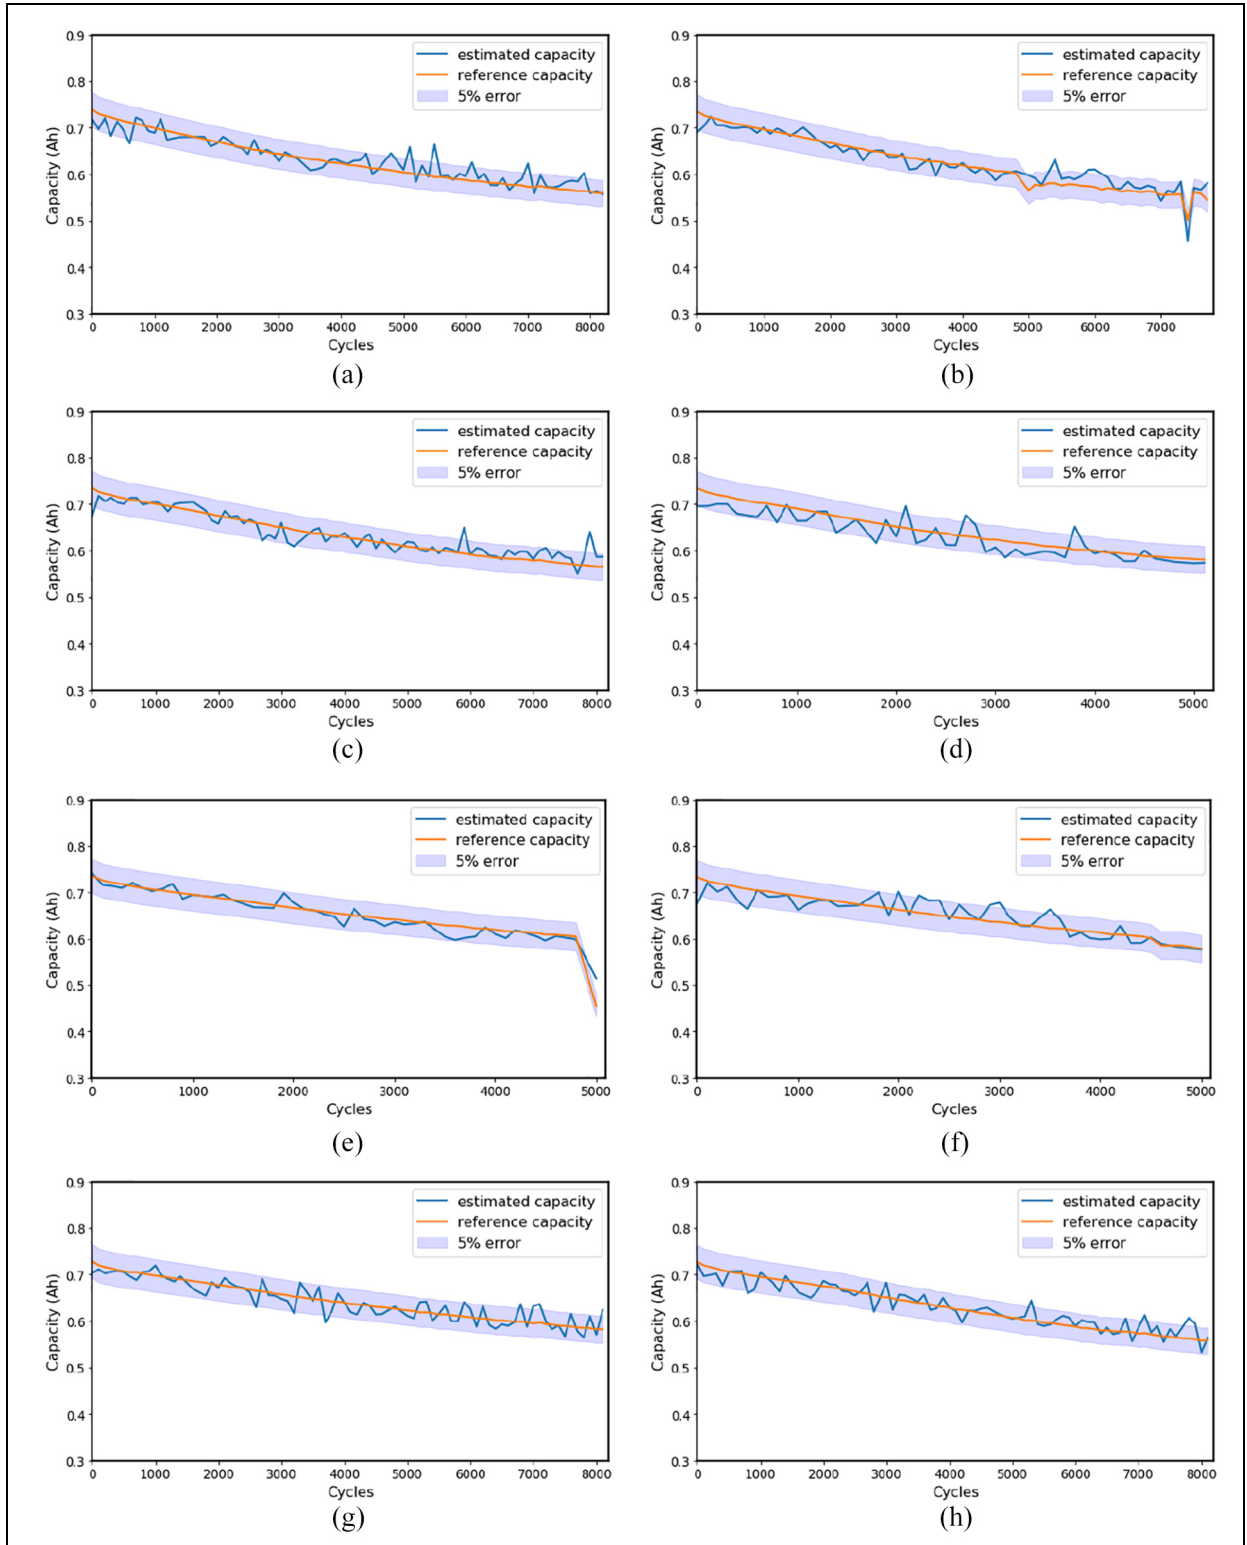 0.9
0.8
0.7
0.6
0.5
0.4
0.3
Capacity (Ah)
estimated capacity
reference capacity
5% error
0 1000 2000 3000 4000 5000 6000 7000 8000
Cycles
(a)
0.9
0.8
0.7
0.6
0.5
0.4
0.3
Capacity (Ah)
estimated capacity
reference capacity
5% error
0 1000 2000 3000 4000 5000 6000 7000
Cycles
(b)
0.9
0.8
0.7
0.6
0.5
0.4
0.3
Capacity (Ah)
estimated capacity
reference capacity
5% error
0 1000 2000 3000 4000 5000 6000 7000 8000
Cycles
(c)
0.9
0.8
0.7
0.6
0.5
0.4
0.3
Capacity (Ah)
estimated capacity
reference capacity
5% error
0 1000 2000 3000 4000 5000
Cycles
(d)
0.9
0.8
0.7
0.6
0.5
0.4
0.3
Capacity (Ah)
estimated capacity
reference capacity
5% error
0 1000 2000 3000 4000 5000
Cycles
(e)
0.9
0.8
0.7
0.6
0.5
0.4
0.3
Capacity (Ah)
estimated capacity
reference capacity
5% error
0 1000 2000 3000 4000 5000
Cycles
(f)
0.9
0.8
0.7
0.6
0.5
0.4
0.3
Capacity (Ah)
estimated capacity
reference capacity
5% error
0 1000 2000 3000 4000 5000 6000 7000 8000
Cycles
(g)
0.9
0.8
0.7
0.6
0.5
0.4
0.3
Capacity (Ah)
estimated capacity
reference capacity
5% error
0 1000 2000 3000 4000 5000 6000 7000 8000
Cycles
(h)